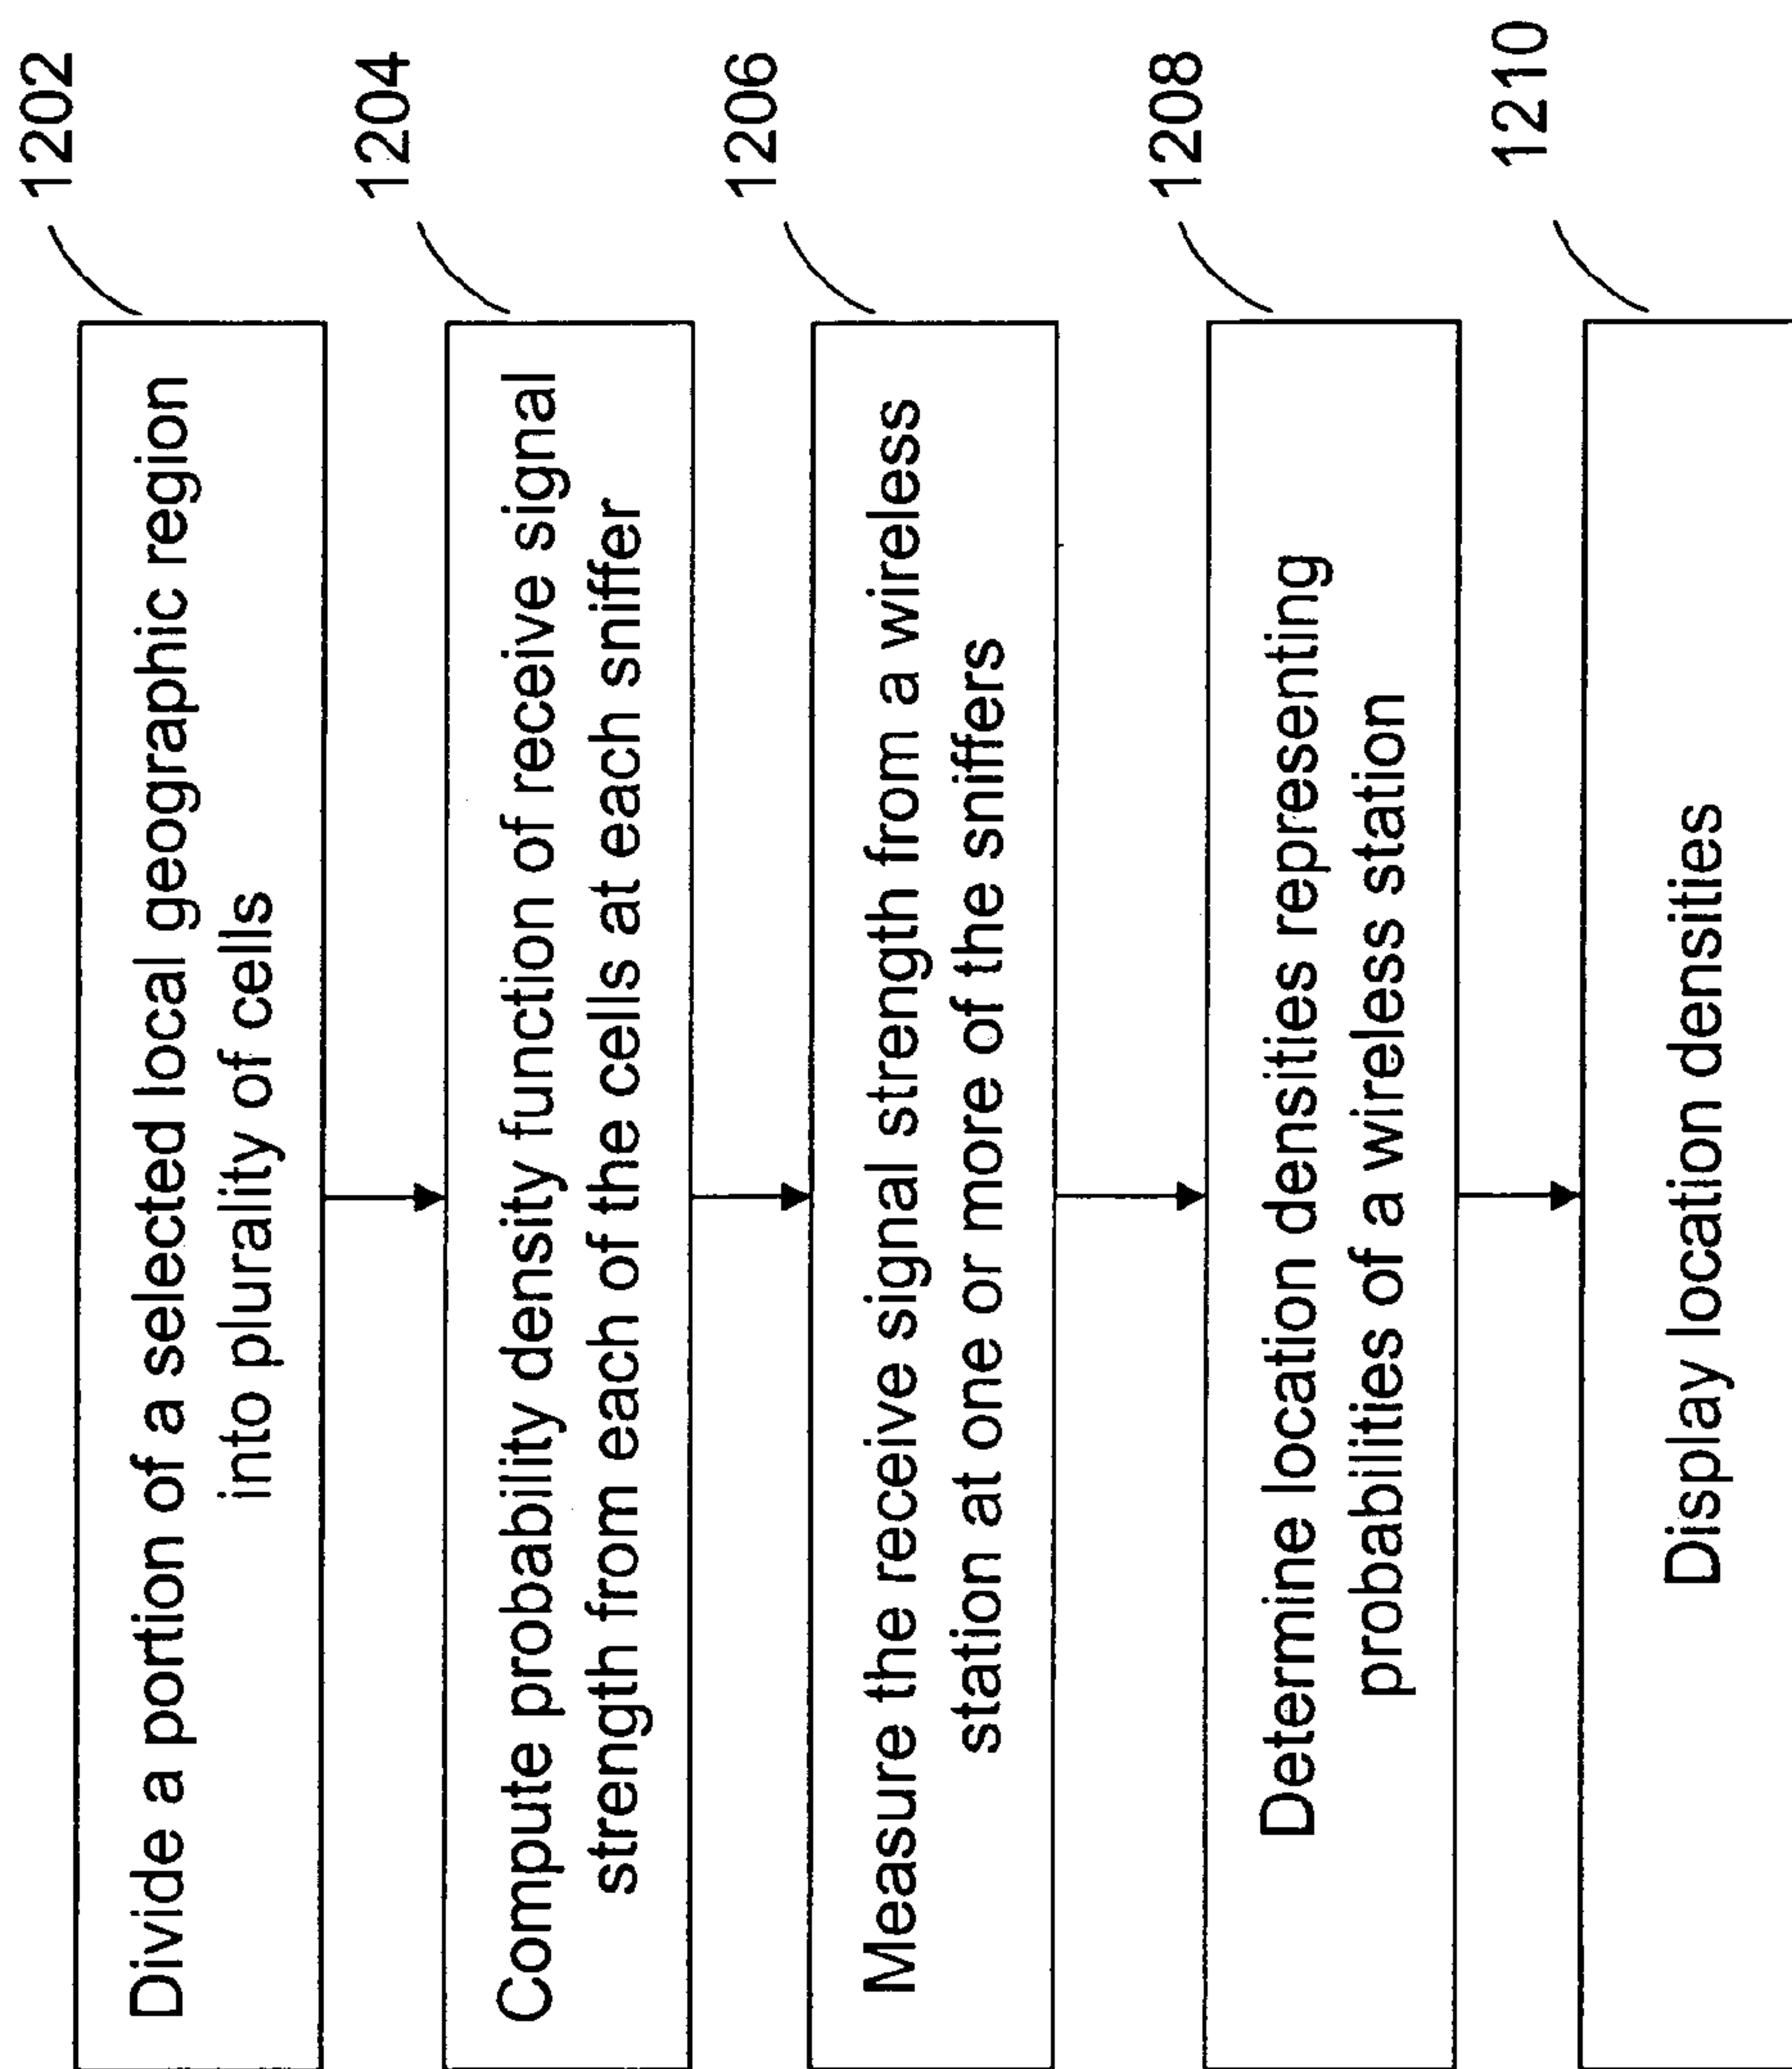 1202
Divide a portion of a selected local geographic region
into plurality of cells
1204
Compute probability density function of receive signal
strength from each of the cells at each sniffer
1206
Measure the receive signal strength from a wireless
station at one or more of the sniffers
1208
Determine location densities representing
probabilities of a wireless station
1210
Display location densities